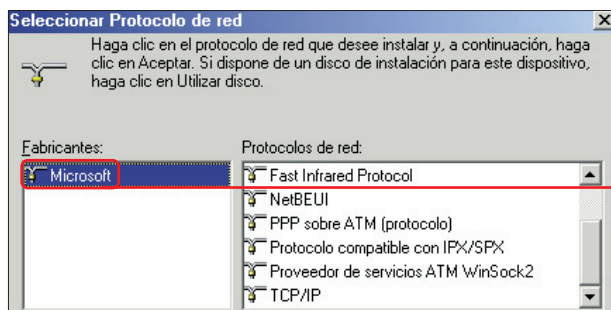 Seleccionar Protocolo de red
Haga clic en el protocolo de red que desee instalar y, a continuación, haga
clic en Aceptar. Si dispone de un disco de instalación para este dispositivo,
haga clic en Utilizar disco.
Fabricantes:
Microsoft
Protocolos de red:
Fast Infrared Protocol
NetBEUI
PPP sobre ATM (protocolo)
Protocolo compatible con IPX/SPX
Proveedor de servicios ATM WinSock2
TCP/IP